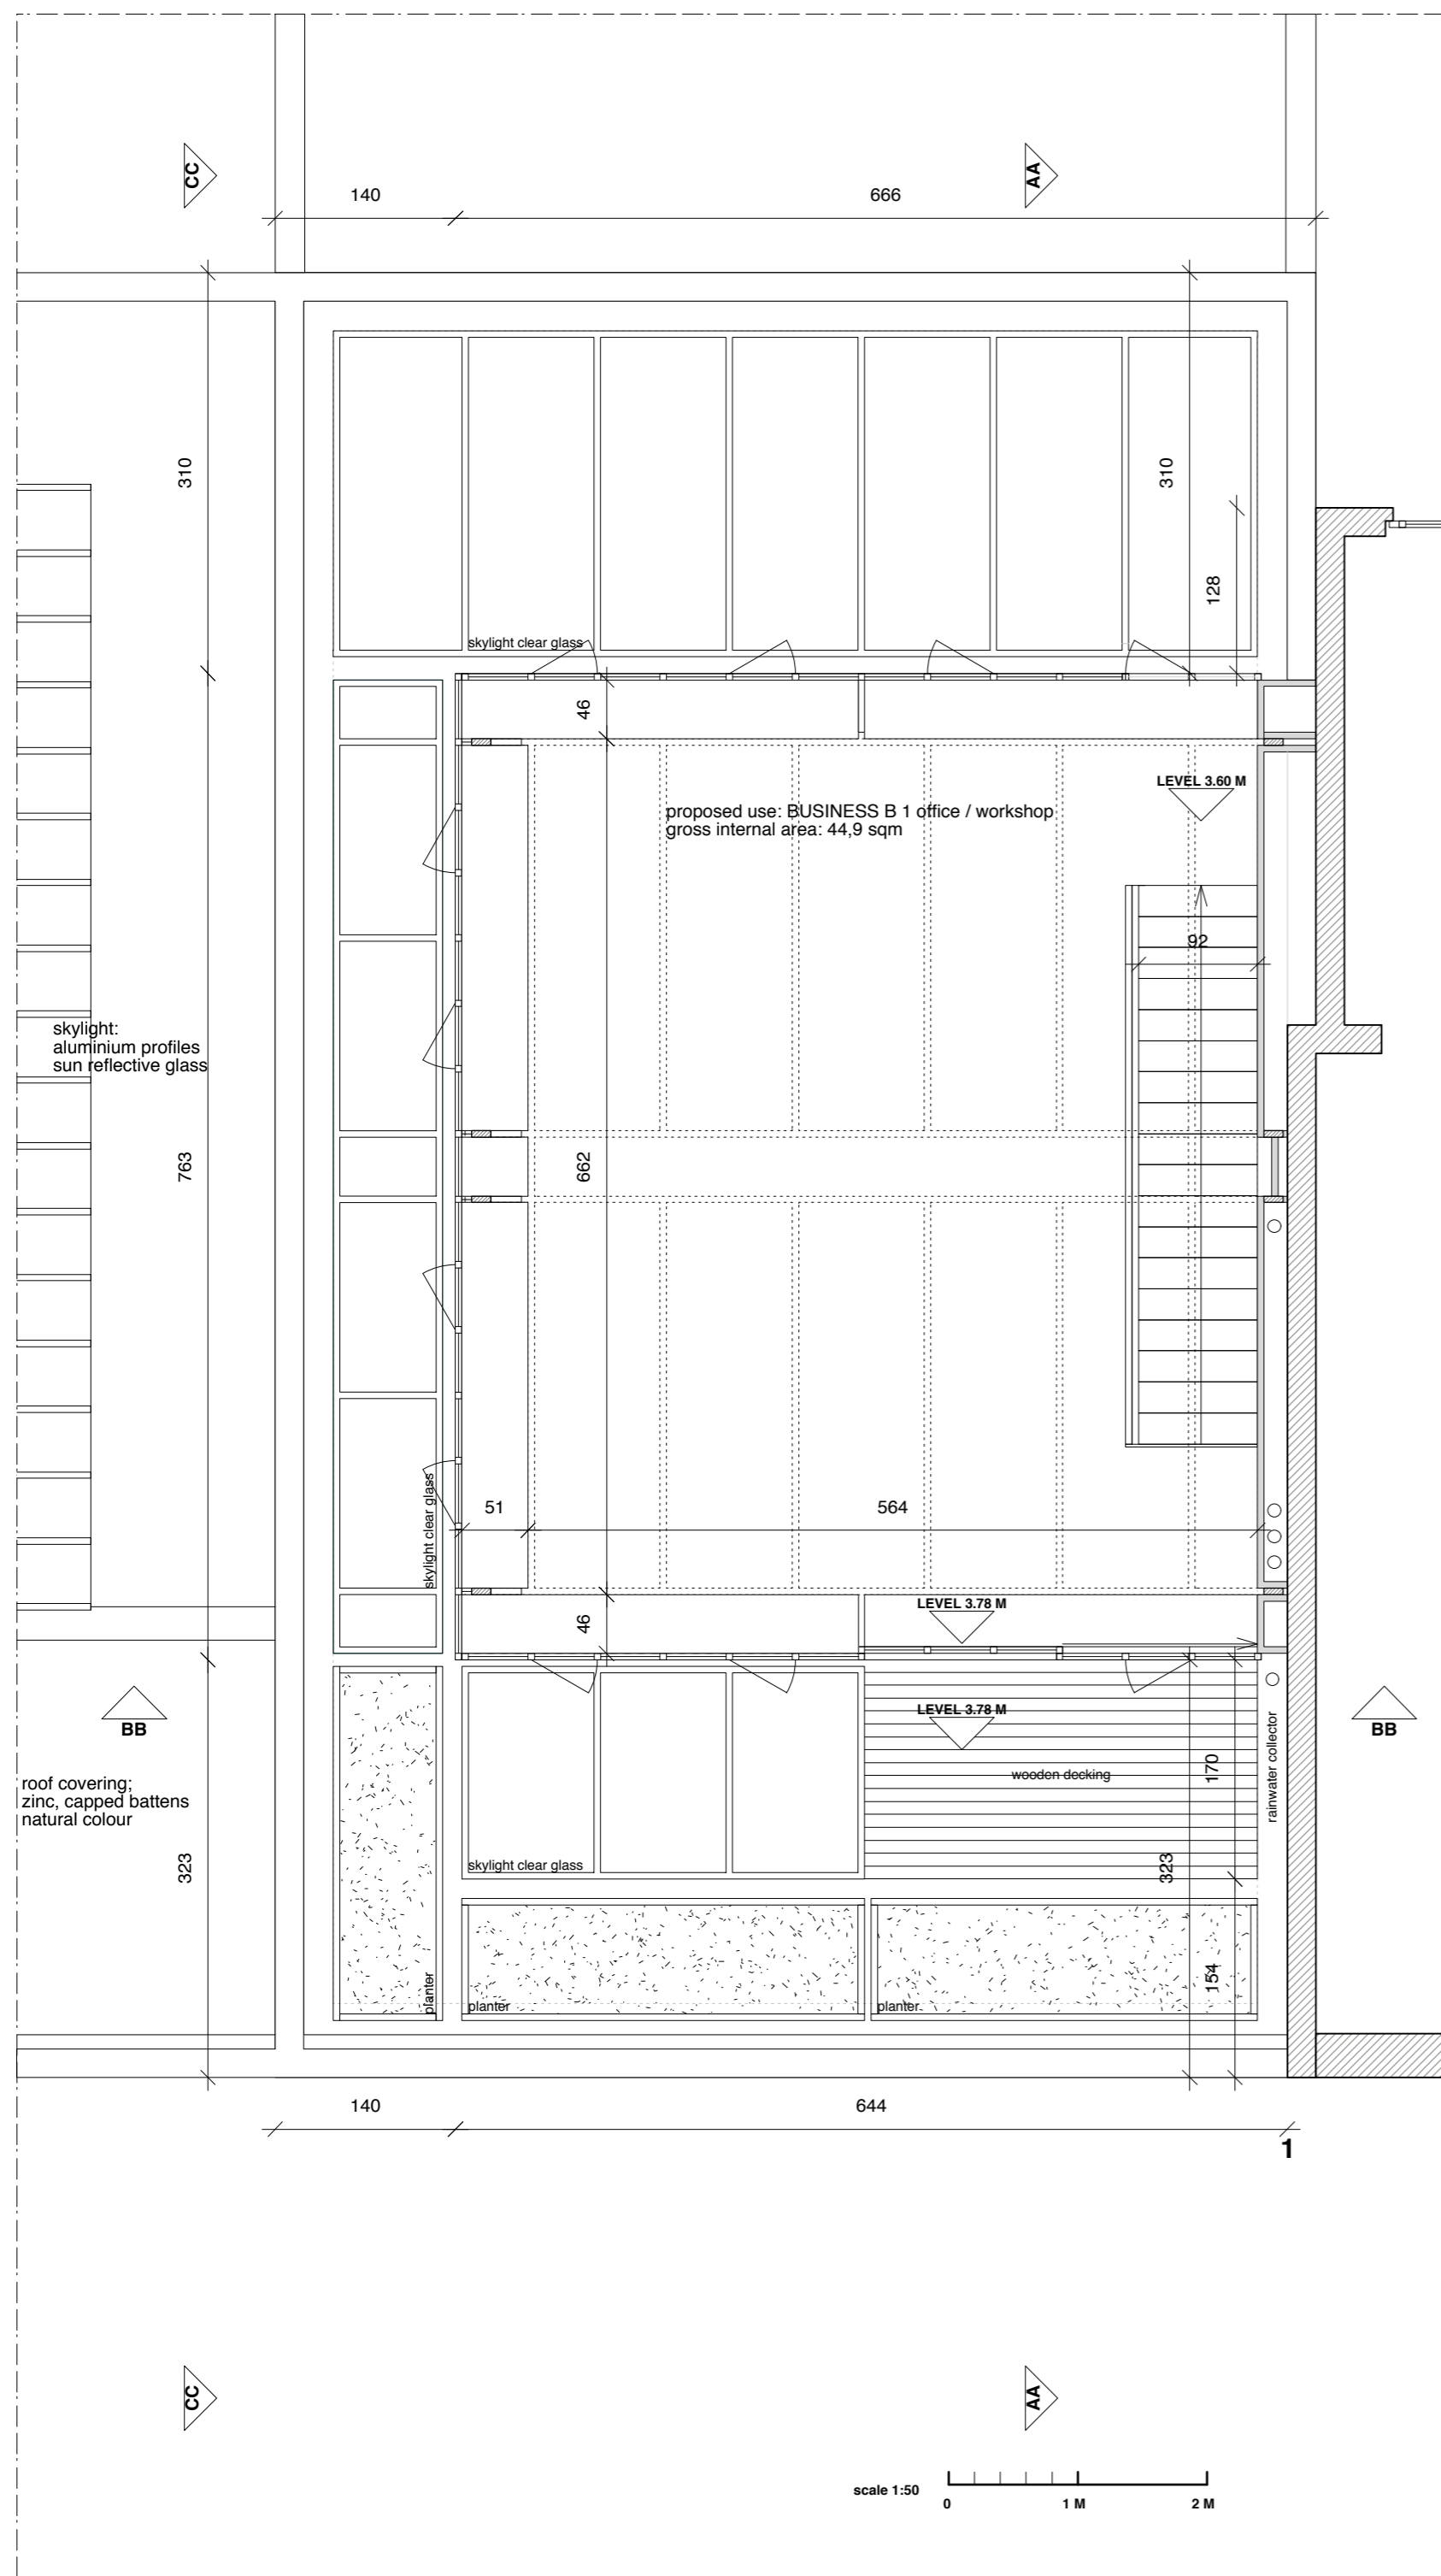 CC
AA
140
666
310
310
128
skylight clear glass
46
LEVEL 3.60 M
proposed use: BUSINESS B 1 office / workshop
gross internal area: 44,9 sqm
92
skylight:
aluminium profiles
sun reflective glass
763
662
skylight clear glass
51
564
46
LEVEL 3.78 M
BB
LEVEL 3.78 M
BB
rainwater collector
170
wooden decking
roof covering;
zinc, capped battens
natural colour
323
skylight clear glass
323
planter
planter
planter
154
140
644
1
CC
AA
scale 1:50
0
1 M
2 M